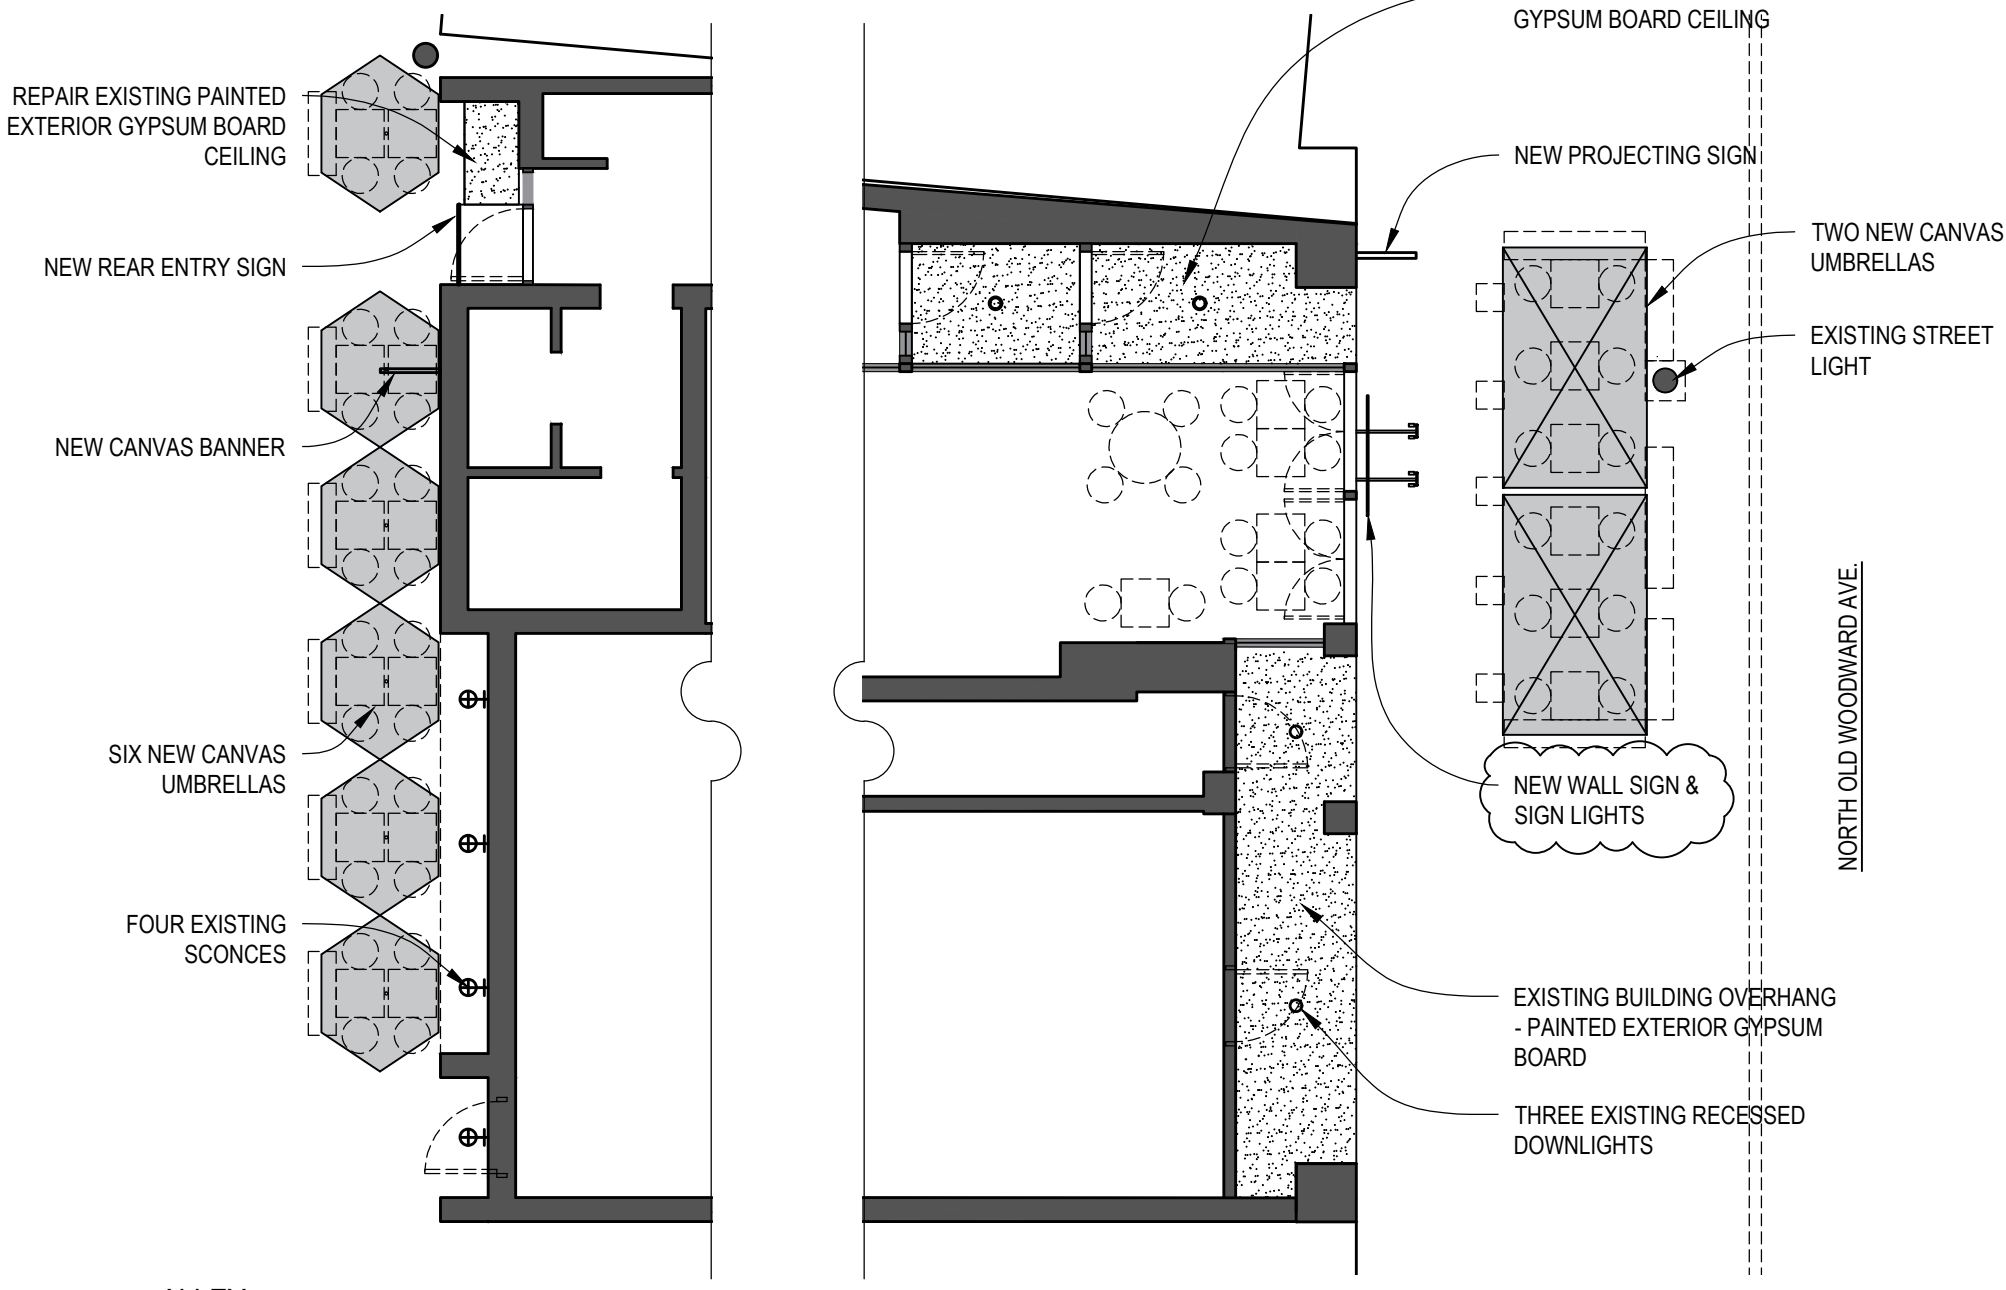 GYPSUM BOARD CEILING
REPAIR EXISTING PAINTED
EXTERIOR GYPSUM BOARD
CEILING
NEW PROJECTING SIGN
TWO NEW CANVAS
UMBRELLAS
NEW REAR ENTRY SIGN
EXISTING STREET
LIGHT
NEW CANVAS BANNER
NORTH OLD WOODWARD AVE.
SIX NEW CANVAS
UMBRELLAS
NEW WALL SIGN &
SIGN LIGHTS
FOUR EXISTING
SCONCES
EXISTING BUILDING OVERHANG
- PAINTED EXTERIOR GYPSUM
BOARD
THREE EXISTING RECESSED
DOWNLIGHTS